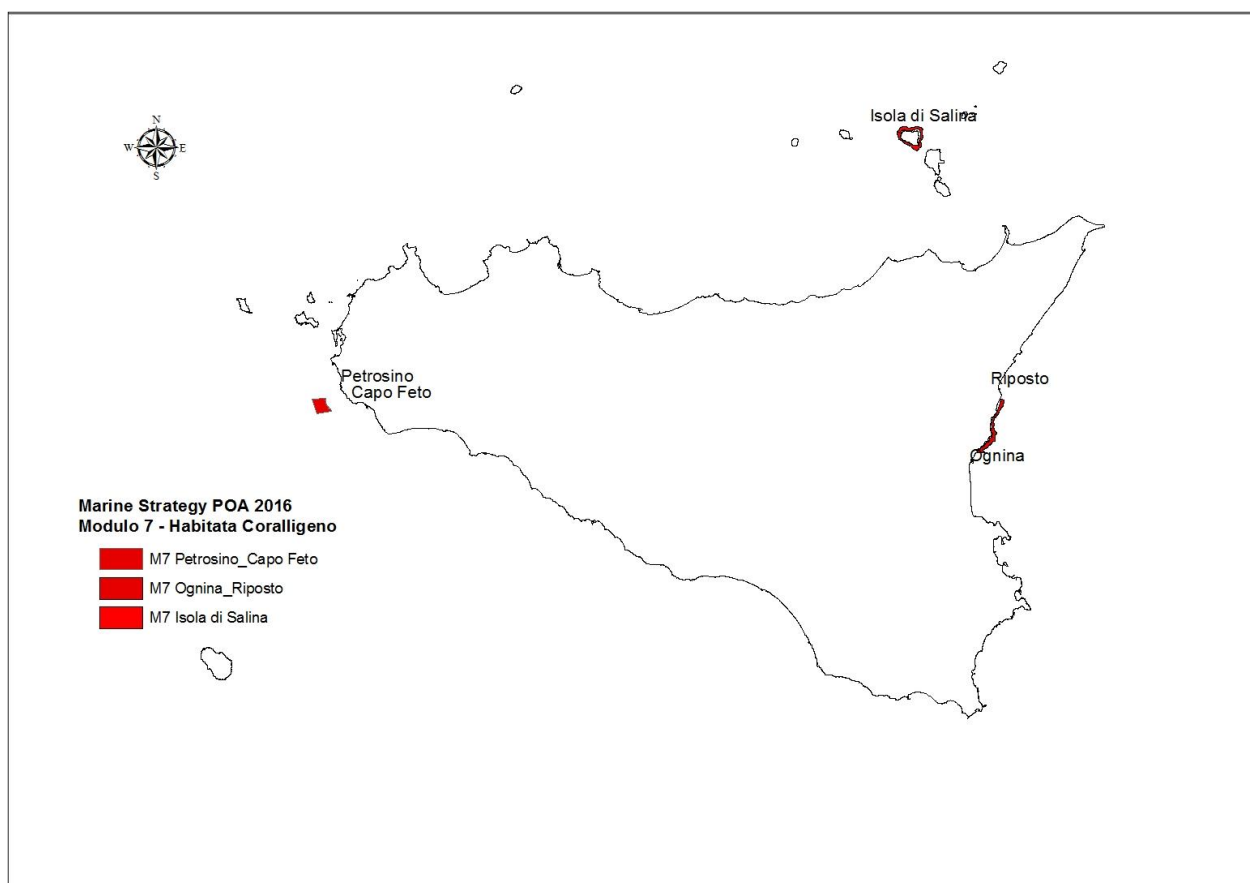 N
W E
S
Isola di Salina
Petrosino
Capo Feto
Riposto
Ognina
Marine Strategy POA 2016
Modulo 7 - Habitata Coralligeno
M7 Petrosino_Capo Feto
M7 Ognina_Riposto
M7 Isola di Salina